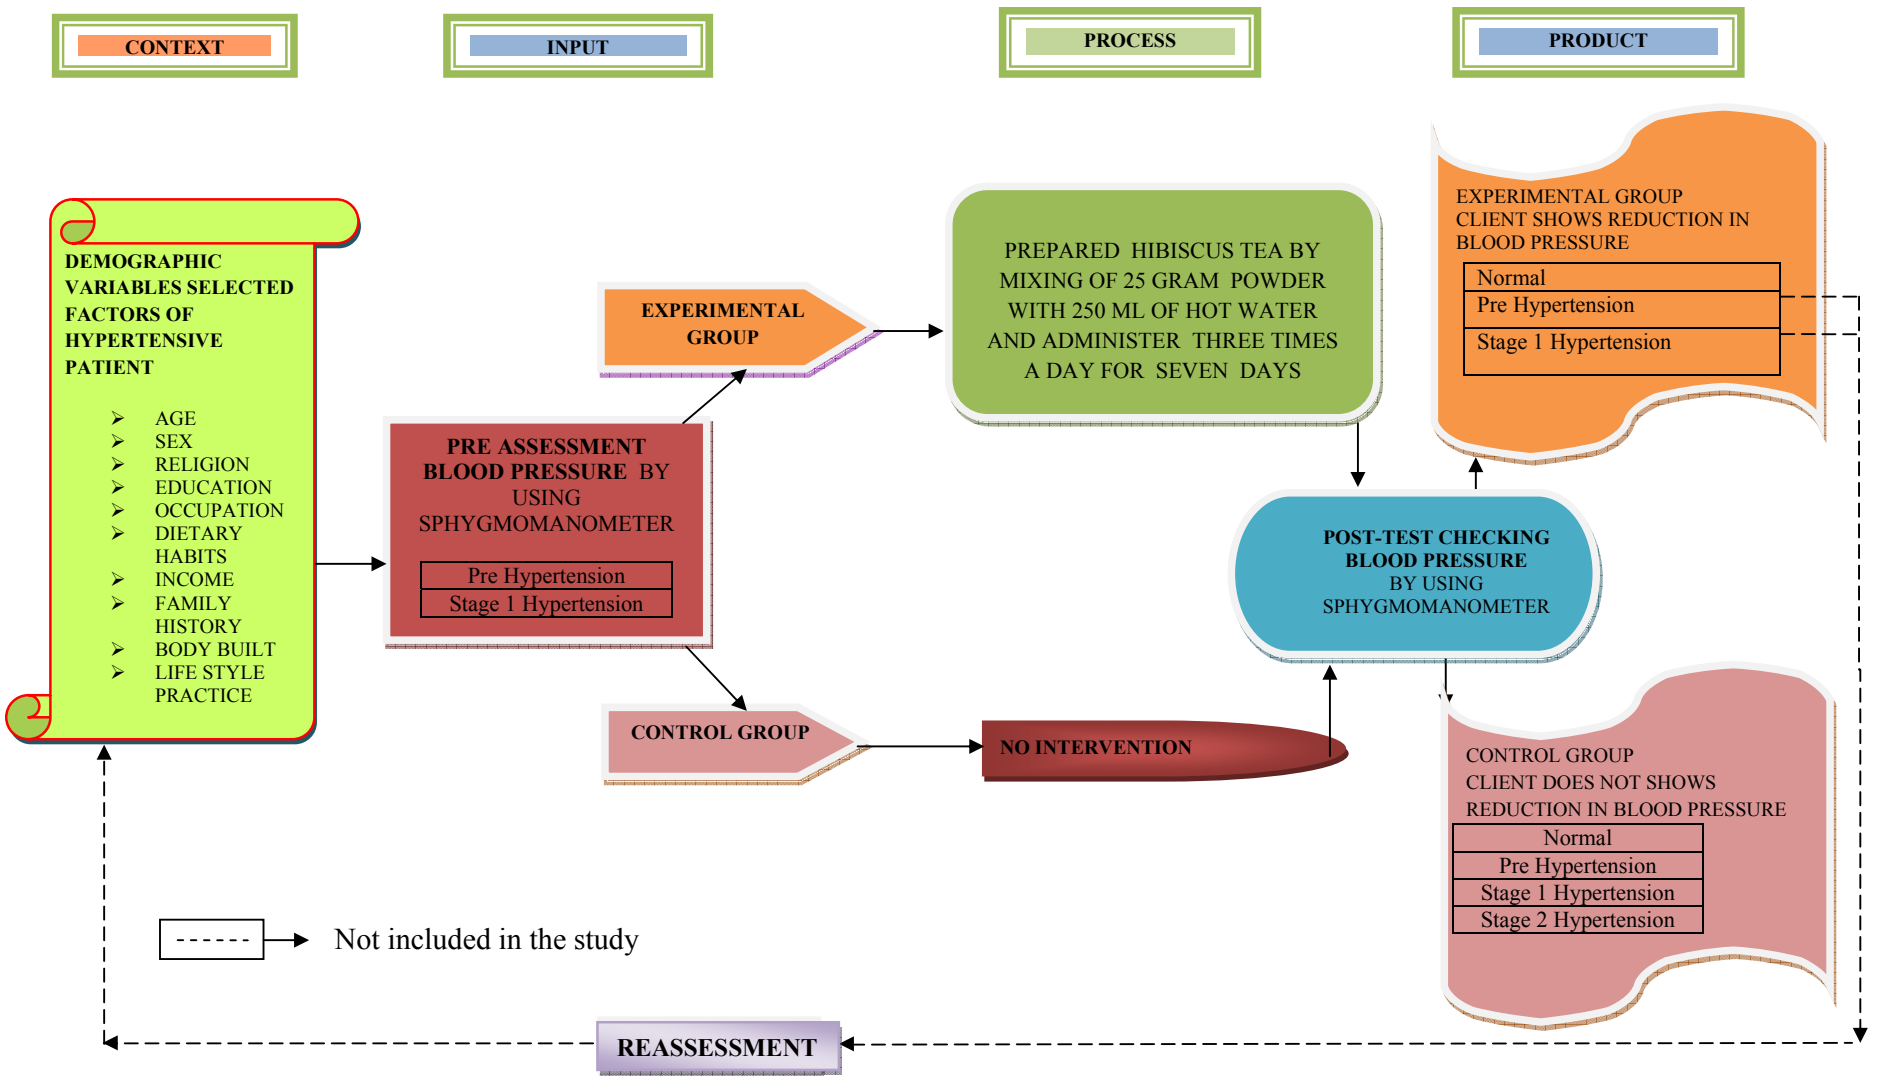 CONTEXT
INPUT
PROCESS
PRODUCT
DEMOGRAPHIC
VARIABLES SELECTED
FACTORS OF
HYPERTENSIVE
PATIENT
➢ AGE
➢ SEX
➢ RELIGION
➢ EDUCATION
➢ OCCUPATION
➢ DIETARY
HABITS
➢ INCOME
➢ FAMILY
HISTORY
➢ BODY BUILT
➢ LIFE STYLE
PRACTICE
PRE ASSESSMENT
BLOOD PRESSURE BY
USING
SPHYGMOMANOMETER
Pre Hypertension
Stage 1 Hypertension
EXPERIMENTAL
GROUP
CONTROL GROUP
PREPARED HIBISCUS TEA BY
MIXING OF 25 GRAM POWDER
WITH 250 ML OF HOT WATER
AND ADMINISTER THREE TIMES
A DAY FOR SEVEN DAYS
NO INTERVENTION
POST-TEST CHECKING
BLOOD PRESSURE
BY USING
SPHYGMOMANOMETER
EXPERIMENTAL GROUP
CLIENT SHOWS REDUCTION IN
BLOOD PRESSURE
Normal
Pre Hypertension
Stage 1 Hypertension
CONTROL GROUP
CLIENT DOES NOT SHOWS
REDUCTION IN BLOOD PRESSURE
Normal
Pre Hypertension
Stage 1 Hypertension
Stage 2 Hypertension
Not included in the study
REASSESSMENT